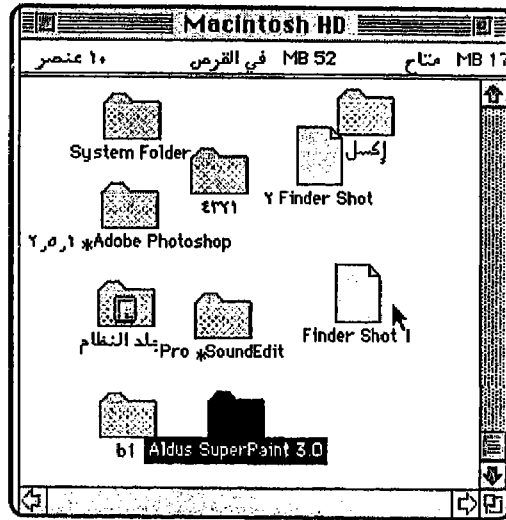 Macintosh HD
١٠ عنصر
52 MB في القرص
17 MB متاح
System Folder
إكسل
٤٣٢١
٢ Finder Shot
Adobe Photoshop* ٢٫٥٫١
جلد النظام
SoundEdit* Pro
Finder Shot ١
b1
Aldus SuperPaint 3.0